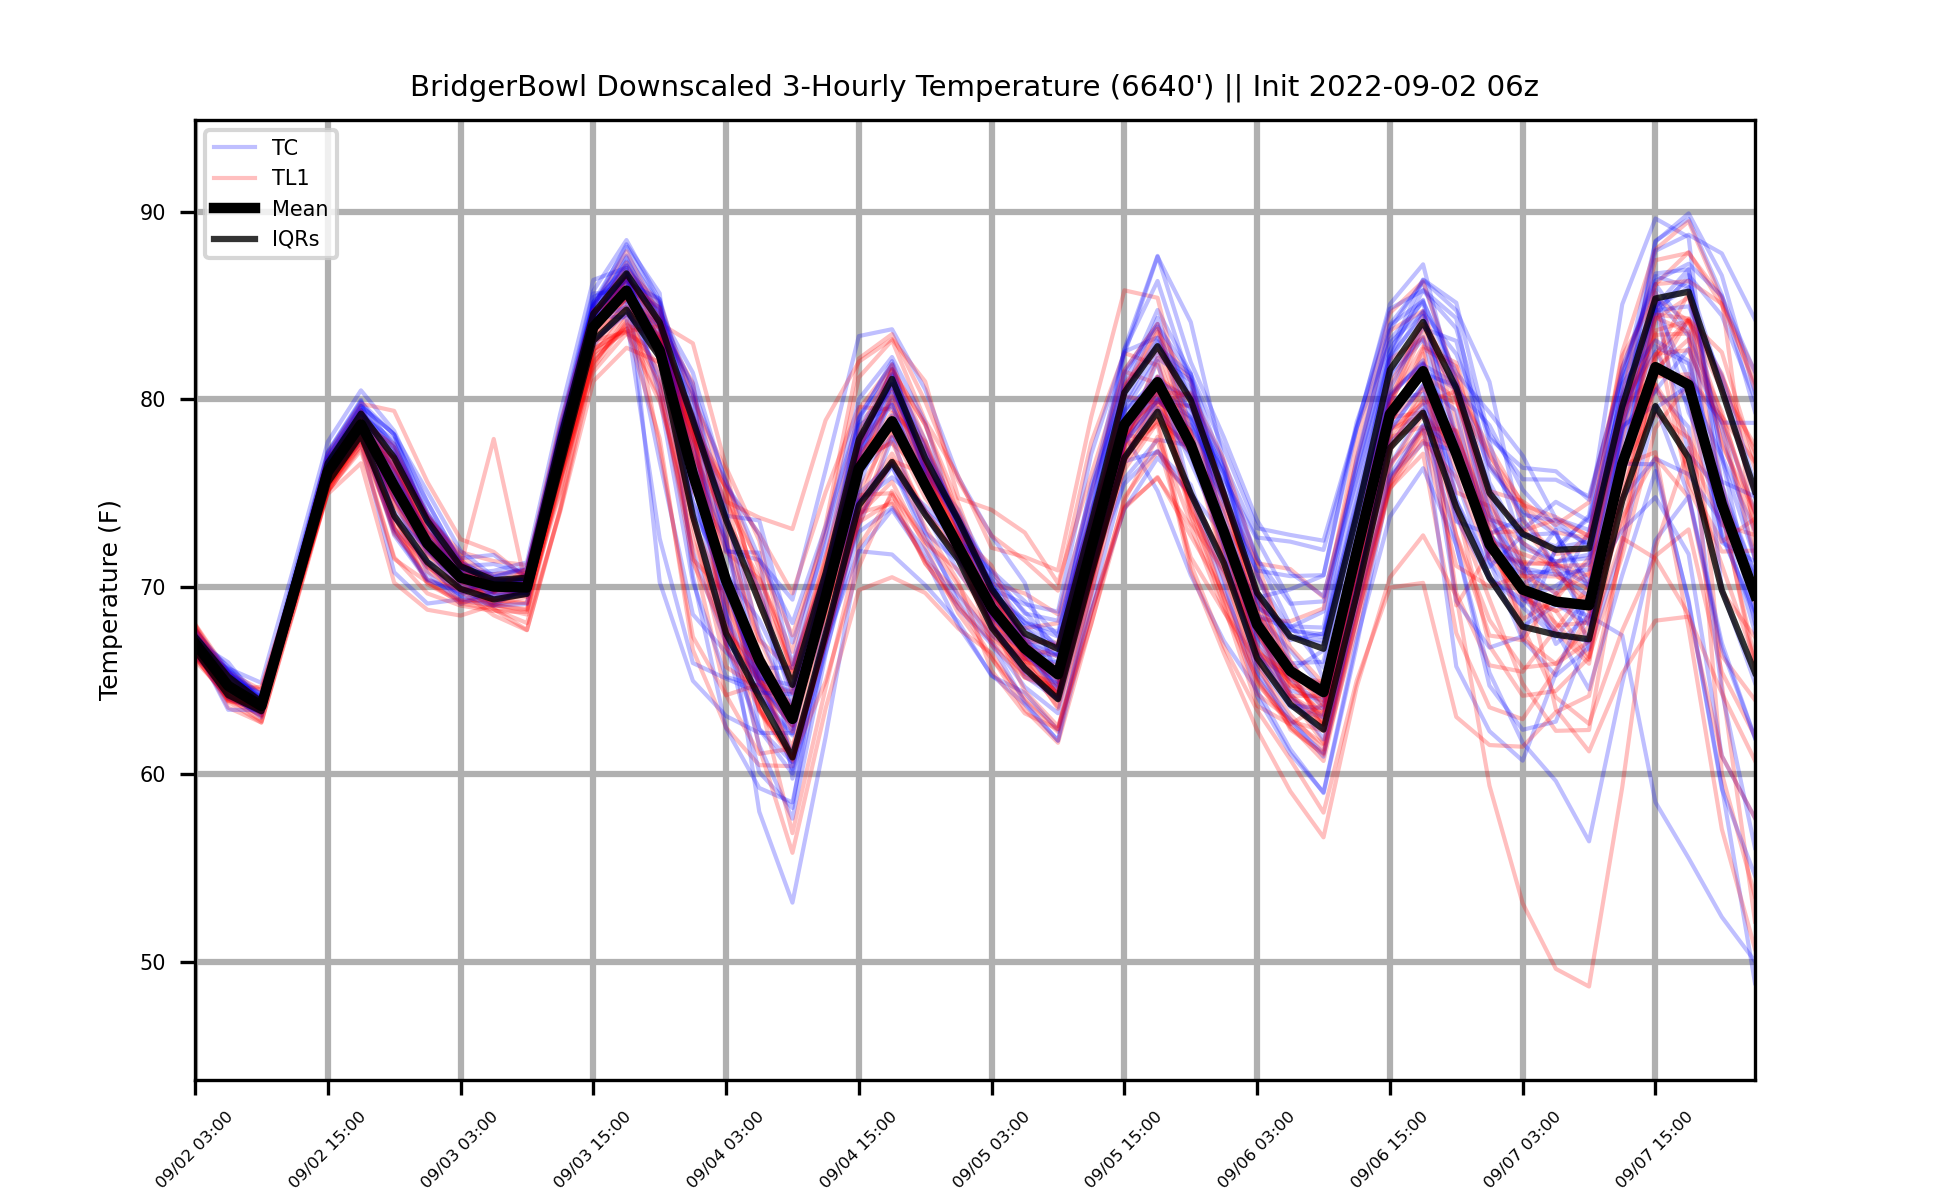 BridgerBowl Downscaled 3-Hourly Temperature (6640') || Init 2022-09-02 06z
TC
TL1
Mean
IQRs
Temperature (F)
90
80
70
60
50
09/02 03:00
09/02 15:00
09/03 03:00
09/03 15:00
09/04 03:00
09/04 15:00
09/05 03:00
09/05 15:00
09/06 03:00
09/06 15:00
09/07 03:00
09/07 15:00